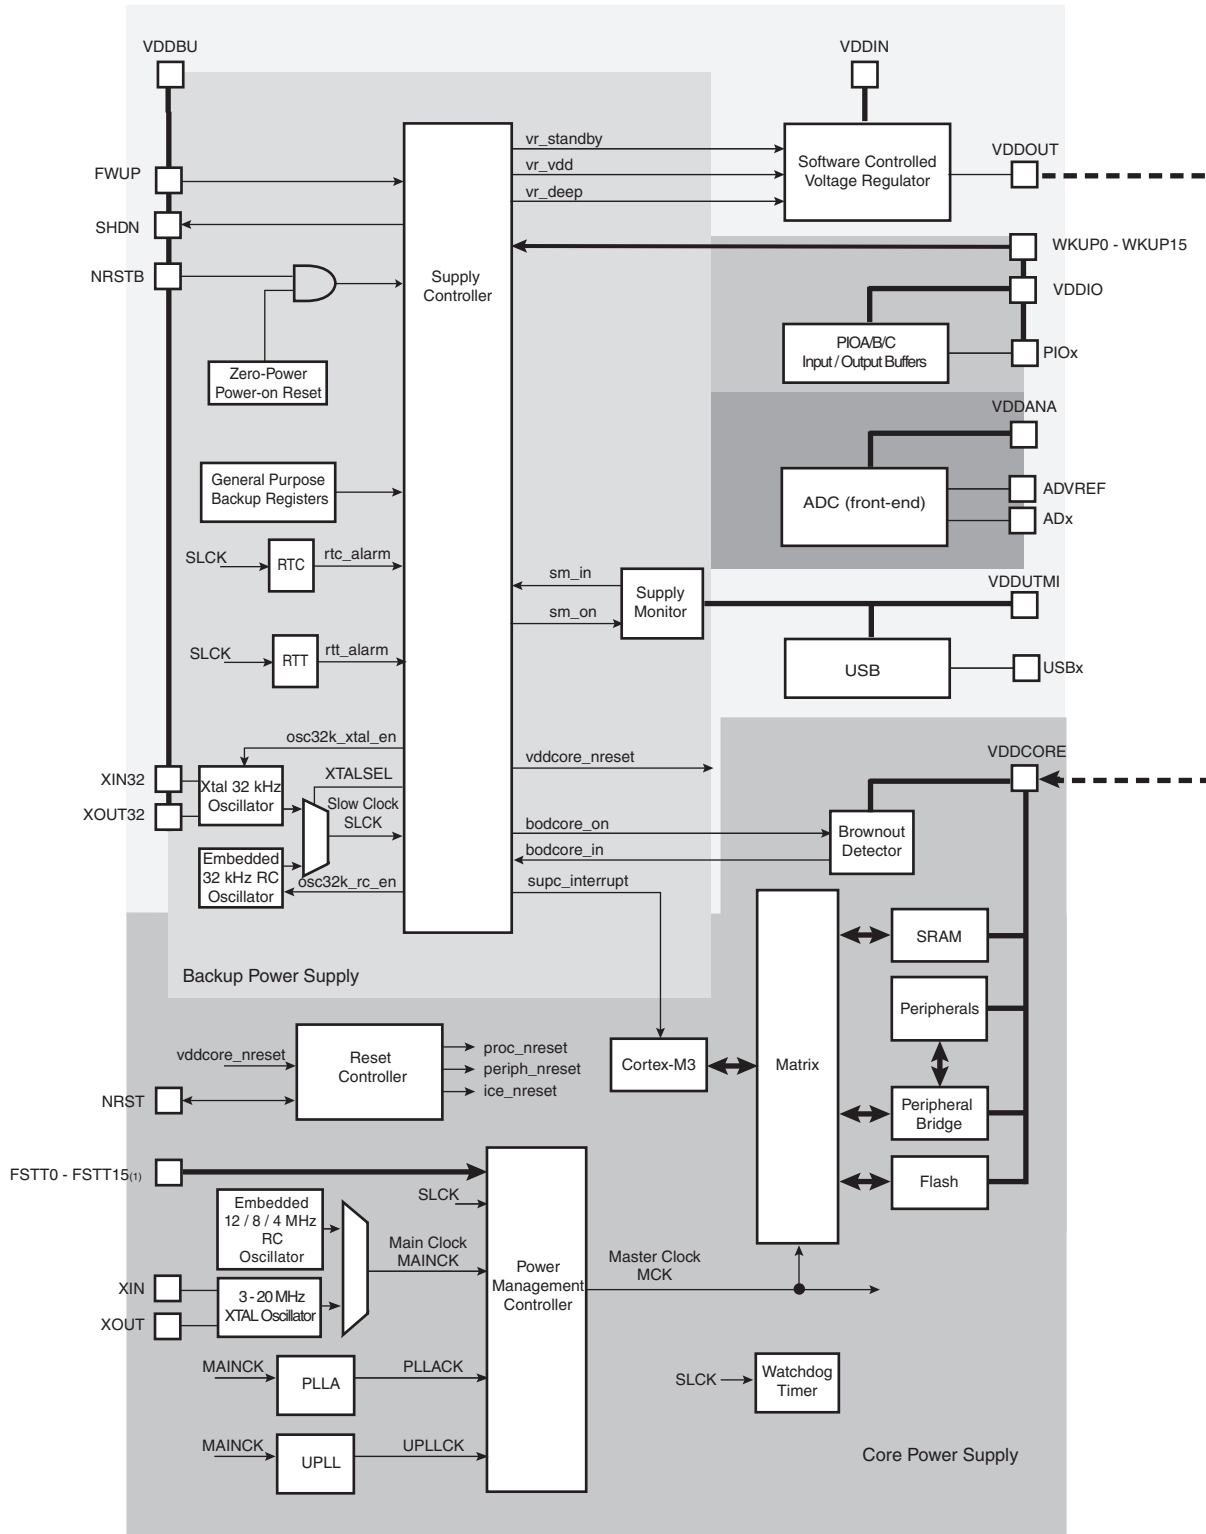 VDDBU
VDDIN
vr_standby
vr_vdd
vr_deep
Software Controlled
Voltage Regulator
VDDOUT
FWUP
SHDN
NRSTB
Supply
Controller
WKUP0 - WKUP15
VDDIO
PIOA/B/C
Input / Output Buffers
PIOx
Zero-Power
Power-on Reset
VDDANA
General Purpose
Backup Registers
ADC (front-end)
ADVREF
ADx
SLCK
RTC
rtc_alarm
sm_in
sm_on
Supply
Monitor
VDDUTMI
SLCK
RTT
rtt_alarm
USB
USBx
osc32k_xtal_en
vddcore_nreset
VDDCORE
XIN32
XOUT32
Xtal 32 kHz
Oscillator
XTALSEL
Slow Clock
SLCK
bodcore_on
bodcore_in
Brownout
Detector
Embedded
32 kHz RC
Oscillator
osc32k_rc_en
supc_interrupt
SRAM
Backup Power Supply
Peripherals
vddcore_nreset
NRST
Reset
Controller
proc_nreset
periph_nreset
ice_nreset
Cortex-M3
Matrix
Peripheral
Bridge
FSTT0 - FSTT15(1)
SLCK
Flash
Embedded
12 / 8 / 4 MHz
RC
Oscillator
Main Clock
MAINCK
Power
Management
Controller
Master Clock
MCK
XIN
XOUT
3 - 20 MHz
XTAL Oscillator
MAINCK
PLLA
PLLACK
SLCK
Watchdog
Timer
MAINCK
UPLL
UPLLCK
Core Power Supply